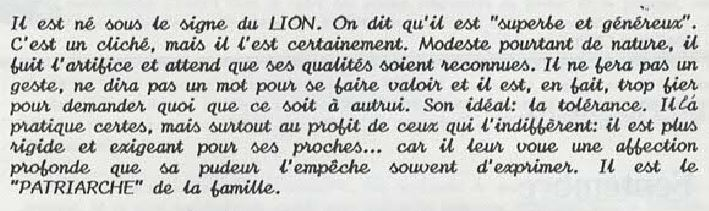 Il est né sous le signe du LION. On dit qu'il est "superbe et généreux".
C'est un cliché, mais il l'est certainement. Modeste pourtant de nature, il
fuit l'artifice et attend que ses qualités soient reconnues. Il ne fera pas un
geste, ne dira pas un mot pour se faire valoir et il est, en fait, trop fier
pour demander quoi que ce soit à autrui. Son idéal: la tolérance. Il la
pratique certes, mais surtout au profit de ceux qui l'indiffèrent: il est plus
rigide et exigeant pour ses proches... car il leur voue une affection
profonde que sa pudeur l'empêche souvent d'exprimer. Il est le
"PATRIARCHE" de la famille.